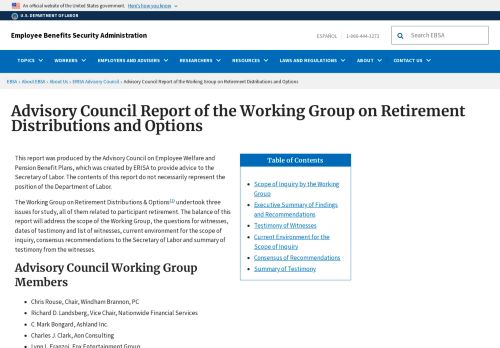 An official website of the United States government. Here's how you know
U.S. DEPARTMENT OF LABOR
Employee Benefits Security Administration
ESPAÑOL | 1-866-444-3272
Search EBSA
TOPICS WORKERS EMPLOYERS AND ADVISERS RESEARCHERS RESOURCES LAWS AND REGULATIONS ABOUT CONTACT US
EBSA › About EBSA › About Us › ERISA Advisory Council › Advisory Council Report of the Working Group on Retirement Distributions and Options
Advisory Council Report of the Working Group on Retirement
Distributions and Options
This report was produced by the Advisory Council on Employee Welfare and
Pension Benefit Plans, which was created by ERISA to provide advice to the
Secretary of Labor. The contents of this report do not necessarily represent the
position of the Department of Labor.
The Working Group on Retirement Distributions & Options(1) undertook three
issues for study, all of them related to participant retirement. The balance of this
report will address the scope of the Working Group, the questions for witnesses,
dates of testimony and list of witnesses, current environment for the scope of
inquiry, consensus recommendations to the Secretary of Labor and summary of
testimony from the witnesses.
Advisory Council Working Group
Members
Chris Rouse, Chair, Windham Brannon, PC
Richard D. Landsberg, Vice Chair, Nationwide Financial Services
C. Mark Bongard, Ashland Inc.
Charles J. Clark, Aon Consulting
Table of Contents
Scope of Inquiry by the Working
Group
Executive Summary of Findings
and Recommendations
Testimony of Witnesses
Current Environment for the
Scope of Inquiry
Consensus of Recommendations
Summary of Testimony